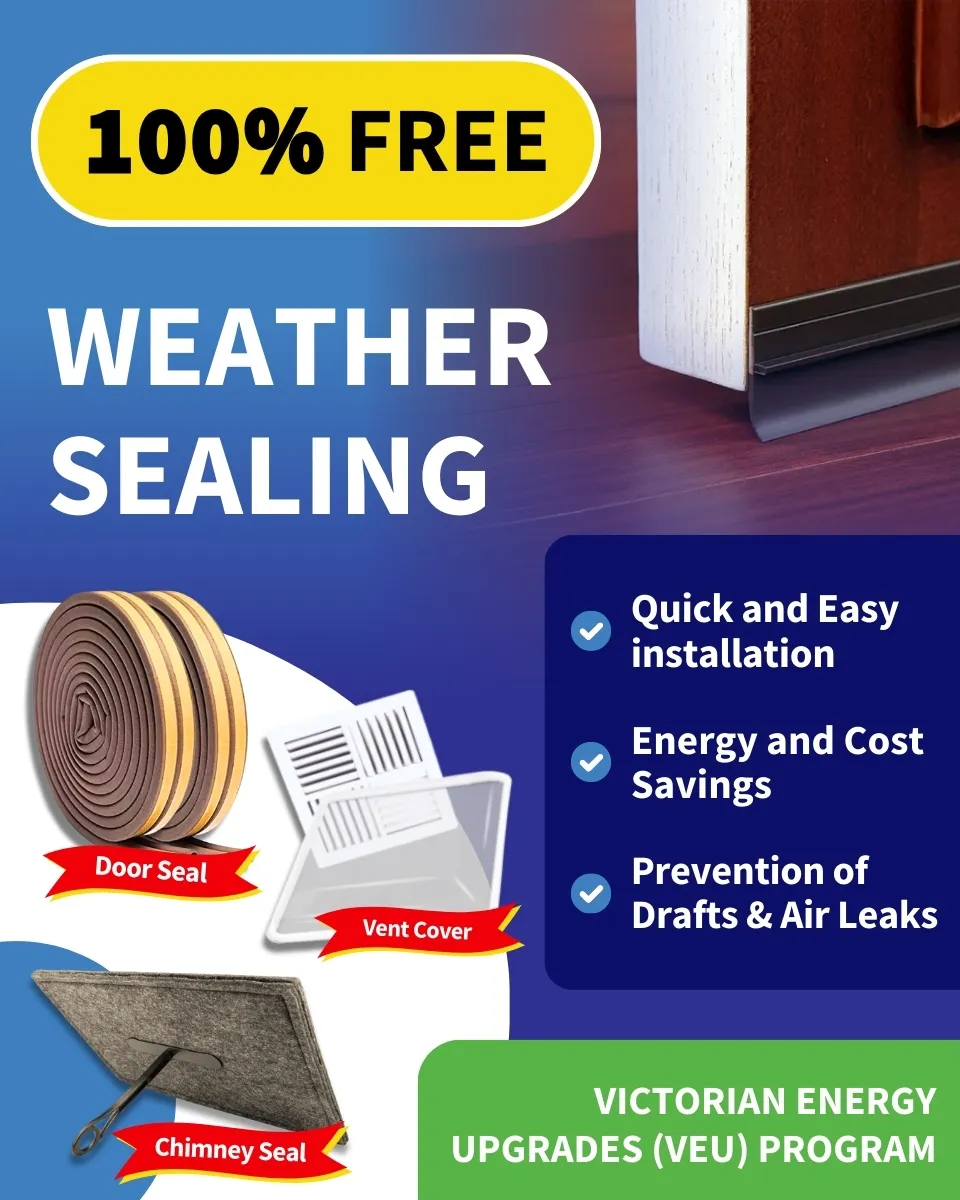 100% FREE
WEATHER
SEALING
Quick and Easy
installation
Energy and Cost
Savings
Prevention of
Drafts & Air Leaks
Door Seal
Vent Cover
Chimney Seal
VICTORIAN ENERGY
UPGRADES (VEU) PROGRAM